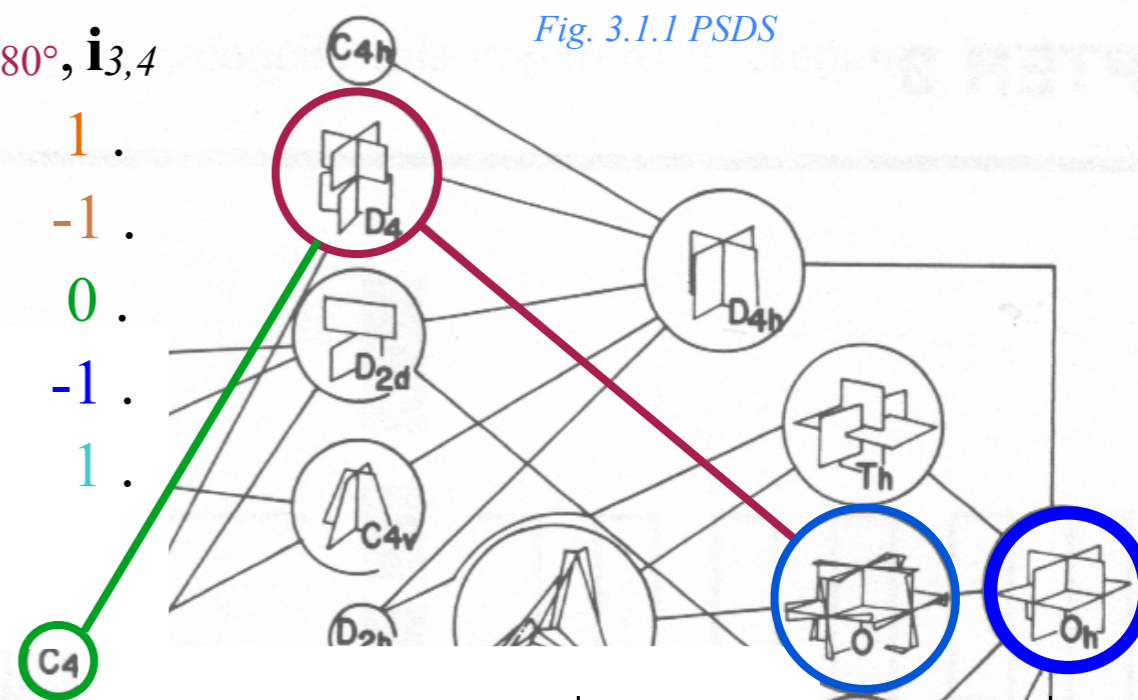 Fig. 3.1.1 PSDS
80°, i3,4
1 .
-1 .
0 .
-1 .
1 .
C4h
D4
D2d
D4h
Th
C4v
D2h
O
Oh
C4